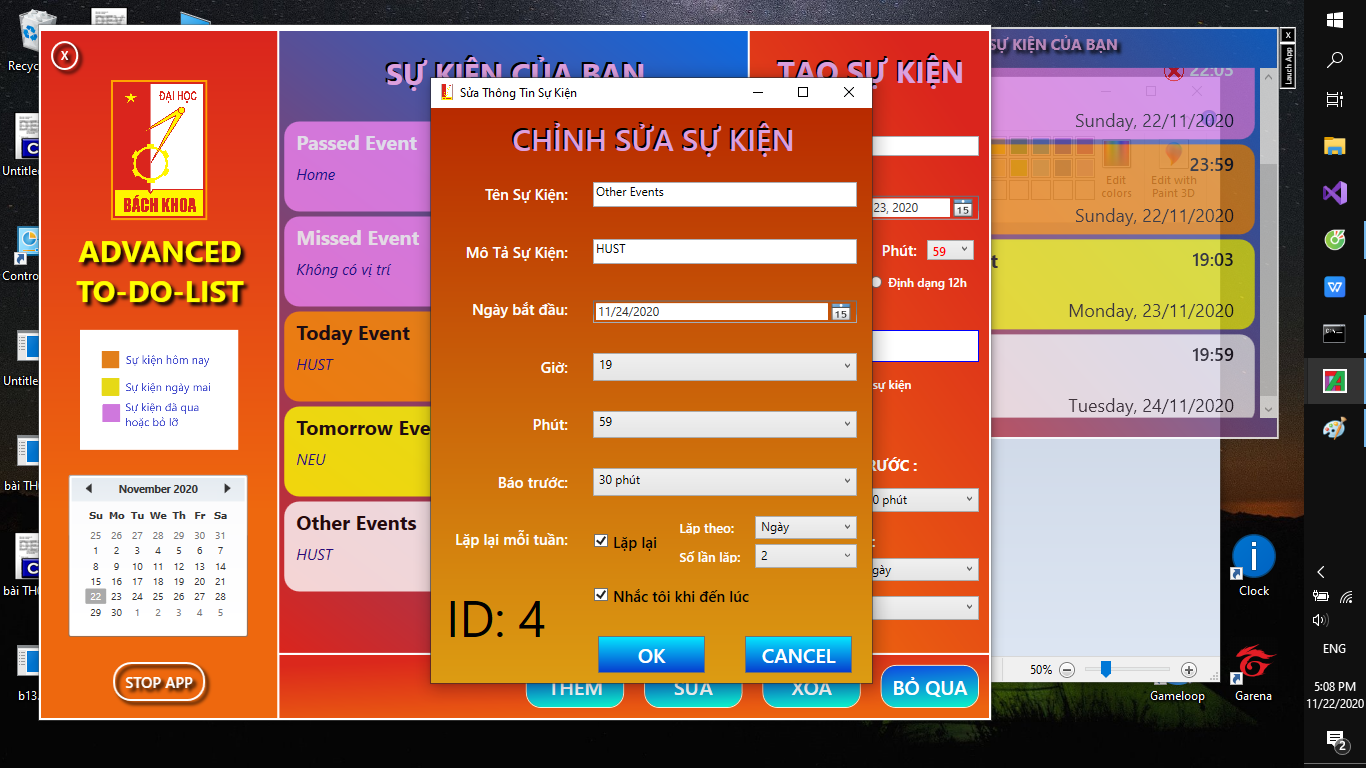 Recyc
Untitle
Contro
Untitle
bài TH
bài TH
b13.
X
ĐẠI HỌC
BÁCH KHOA
ADVANCED
TO-DO-LIST
Sự kiện hôm nay
Sự kiện ngày mai
Sự kiện đã qua
hoặc bỏ lỡ
November 2020
Su Mo Tu We Th Fr Sa
25 26 27 28 29 30 31
1 2 3 4 5 6 7
8 9 10 11 12 13 14
15 16 17 18 19 20 21
22 23 24 25 26 27 28
29 30 1 2 3 4 5
STOP APP
SỰ KIỆN CỦA BẠN
Passed Event
Home
Missed Event
Không có vị trí
Today Event
HUST
Tomorrow Eve
NEU
Other Events
HUST
TẠO SỰ KIỆN
23, 2020
15
Phút: 59
Định dạng 12h
sự kiện
RƯỚC :
0 phút
gày
THÊM
SỬA
XÓA
BỎ QUA
Sửa Thông Tin Sự Kiện
CHỈNH SỬA SỰ KIỆN
Tên Sự Kiện: Other Events
Mô Tả Sự Kiện: HUST
Ngày bắt đầu: 11/24/2020 15
Giờ: 19
Phút: 59
Báo trước: 30 phút
Lặp lại mỗi tuần: Lặp lại
Lặp theo: Ngày
Số lần lặp: 2
Nhắc tôi khi đến lúc
ID: 4
OK
CANCEL
SỰ KIỆN CỦA BẠN
X
Lauch App
22:03
Sunday, 22/11/2020
23:59
Edit
colors
Edit with
Paint 3D
Sunday, 22/11/2020
t
19:03
Monday, 23/11/2020
19:59
Tuesday, 24/11/2020
50%
Clock
Gameloop
Garena
ENG
5:08 PM
11/22/2020
2